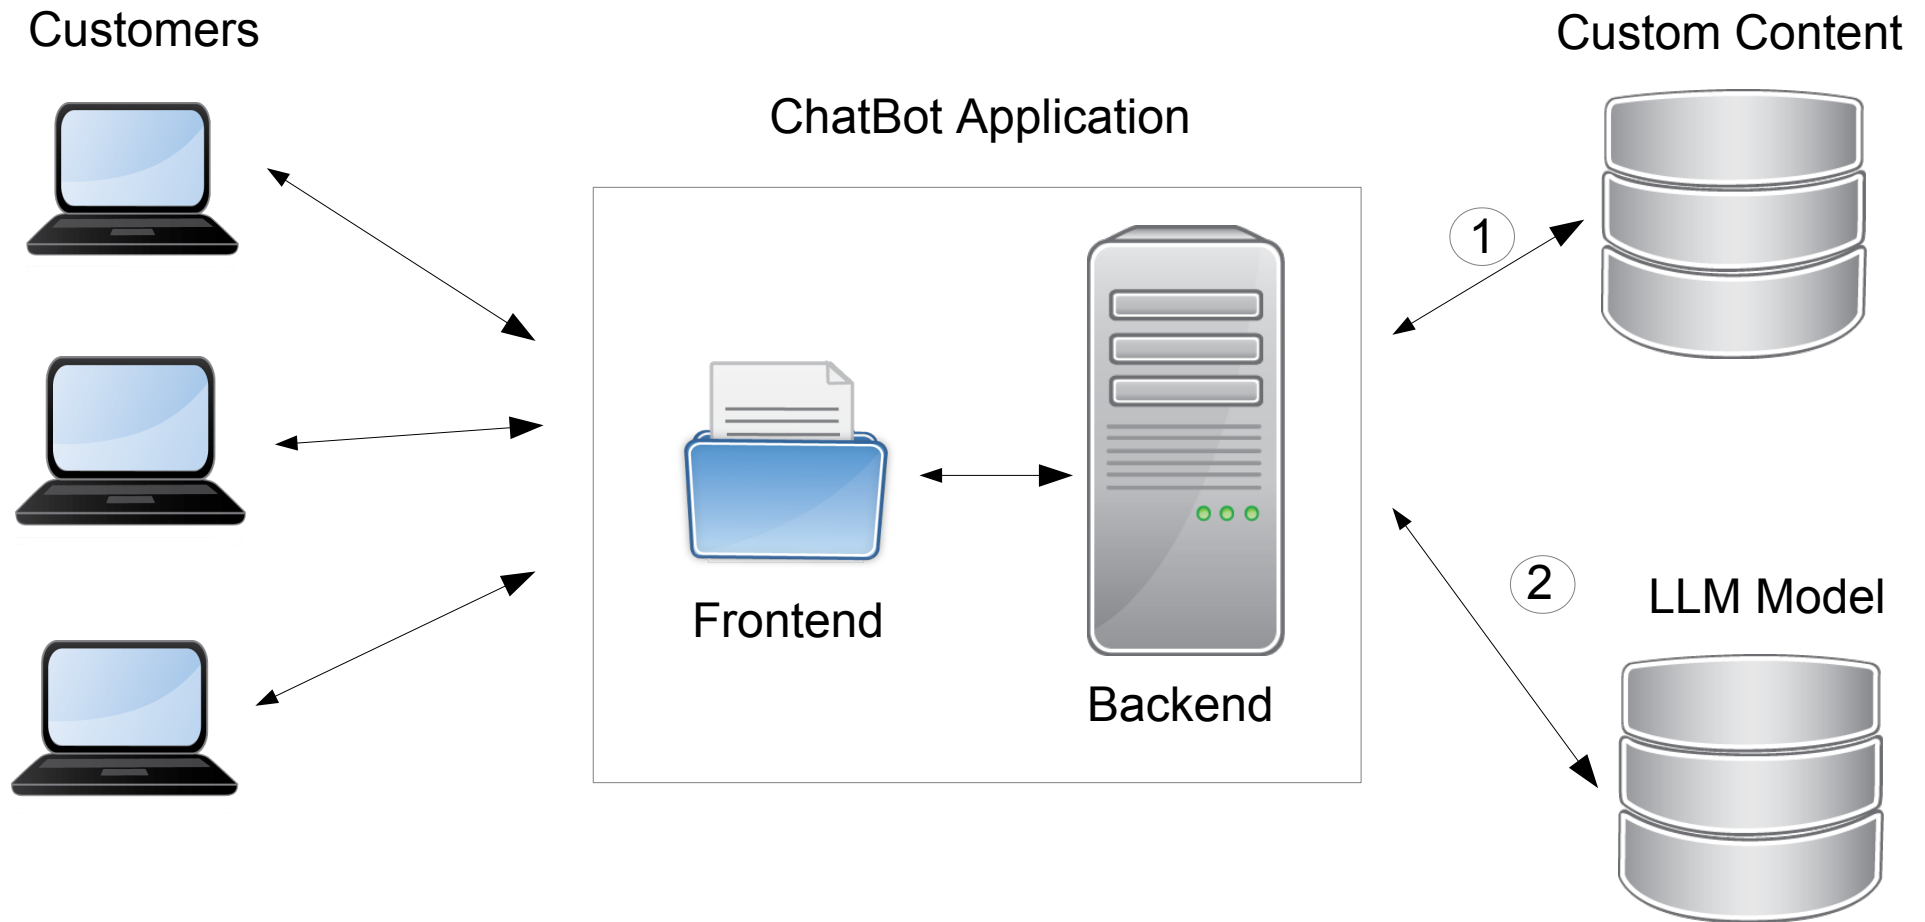 Customers
Custom Content
ChatBot Application
1
2
LLM Model
Frontend
Backend